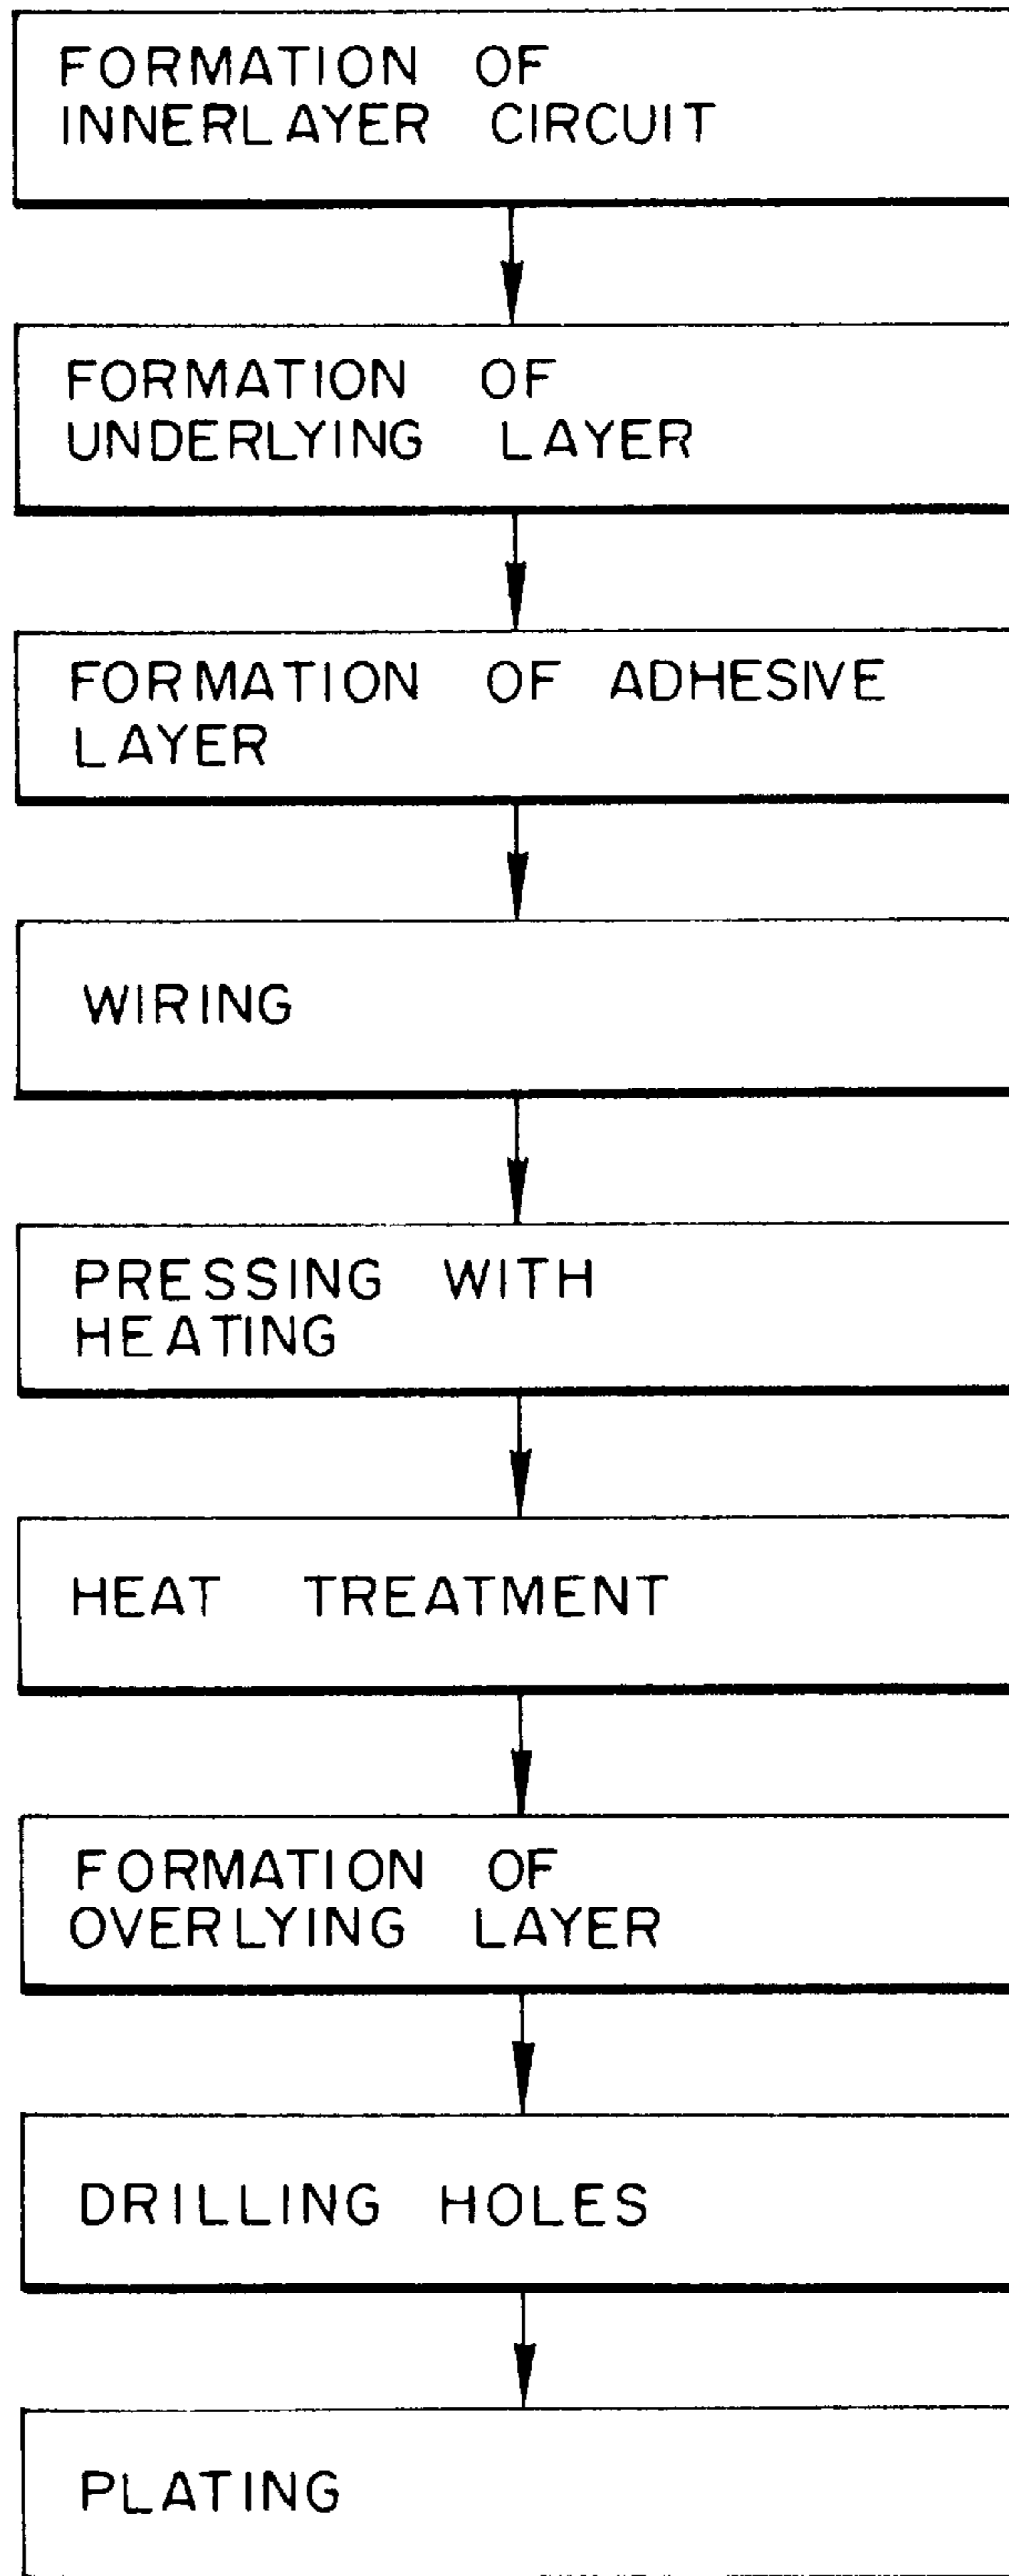 FORMATION OF
INNERLAYER CIRCUIT
FORMATION OF
UNDERLYING LAYER
FORMATION OF ADHESIVE
LAYER
WIRING
PRESSING WITH
HEATING
HEAT TREATMENT
FORMATION OF
OVERLYING LAYER
DRILLING HOLES
PLATING